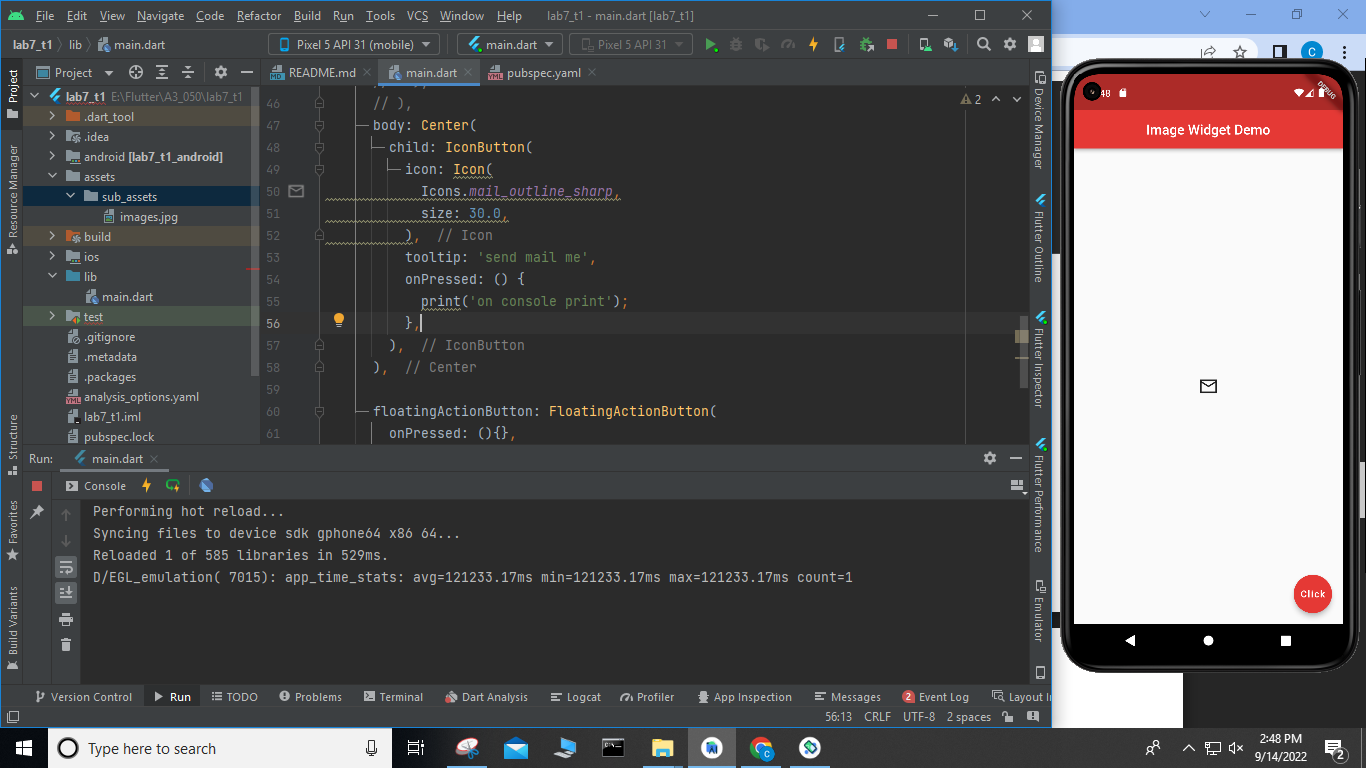 File Edit View Navigate Code Refactor Build Run Tools VCS Window Help lab7_t1 - main.dart [lab7_t1]
lab7_t1 lib main.dart Pixel 5 API 31 (mobile) main.dart Pixel 5 API 31
Project README.md main.dart pubspec.yaml
lab7_t1 E:\Flutter\A3_050\lab7_t1
.dart_tool
.idea
android [lab7_t1_android]
assets
sub_assets
images.jpg
build
ios
lib
main.dart
test
.gitignore
.metadata
.packages
analysis_options.yaml
lab7_t1.iml
pubspec.lock
Project
Resource Manager
Structure
Favorites
Build Variants
2
46 // ),
47 body: Center(
48 child: IconButton(
49 icon: Icon(
50 Icons.mail_outline_sharp,
51 size: 30.0,
52 ), // Icon
53 tooltip: 'send mail me',
54 onPressed: () {
55 print('on console print');
56 },
57 ), // IconButton
58 ), // Center
59
60 floatingActionButton: FloatingActionButton(
61 onPressed: (){},
Device Manager
Flutter Outline
Flutter Inspector
Flutter Performance
Emulator
Run: main.dart
Console
Performing hot reload...
Syncing files to device sdk gphone64 x86 64...
Reloaded 1 of 585 libraries in 529ms.
D/EGL_emulation( 7015): app_time_stats: avg=121233.17ms min=121233.17ms max=121233.17ms count=1
Version Control Run TODO Problems Terminal Dart Analysis Logcat Profiler App Inspection Messages 2 Event Log Layout
56:13 CRLF UTF-8 2 spaces
C
48
DEBUG
Image Widget Demo
Click
Type here to search
2:48 PM
9/14/2022
2